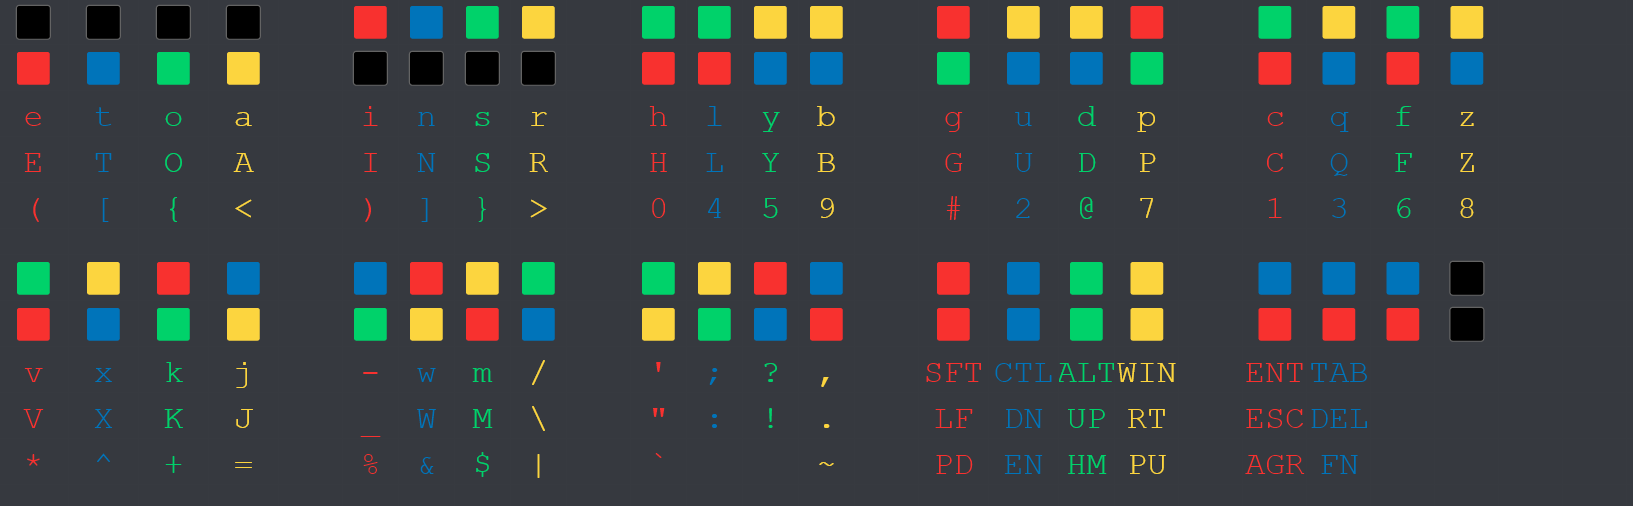 e t o a i n s r h l y b g u d p c q f z
E T O A I N S R H L Y B G U D P C Q F Z
( [ { < ) ] } > 0 4 5 9 # 2 @ 7 1 3 6 8
v x k j - w m / ' ; ? , SFT CTL ALT WIN ENT TAB
V X K J _ W M \ " : ! . LF DN UP RT ESC DEL
* ^ + = % & $ | ` ~ PD EN HM PU AGR FN